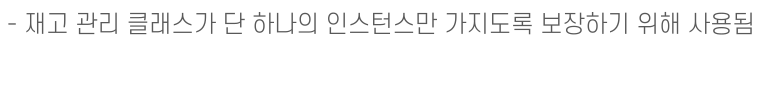 - 재고 관리 클래스가 단 하나의 인스턴스만 가지도록 보장하기 위해 사용됨